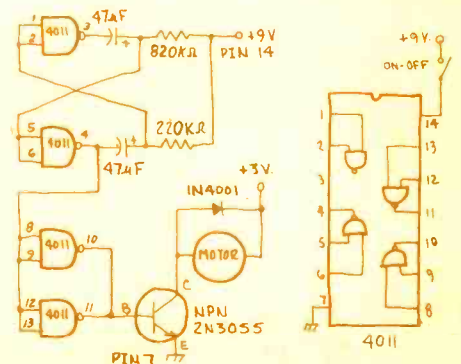 47µF
1
2
4011
3
+
+9V
820KΩ
PIN 14
5
6
4011
4
+
220KΩ
47µF
+3V.
1N4001
MOTOR
8
9
4011
10
12
13
4011
11
B
C
E
NPN
2N3055
PIN 7
+9V.
ON-OFF
1
2
3
4
5
6
7
14
13
12
11
10
9
8
4011